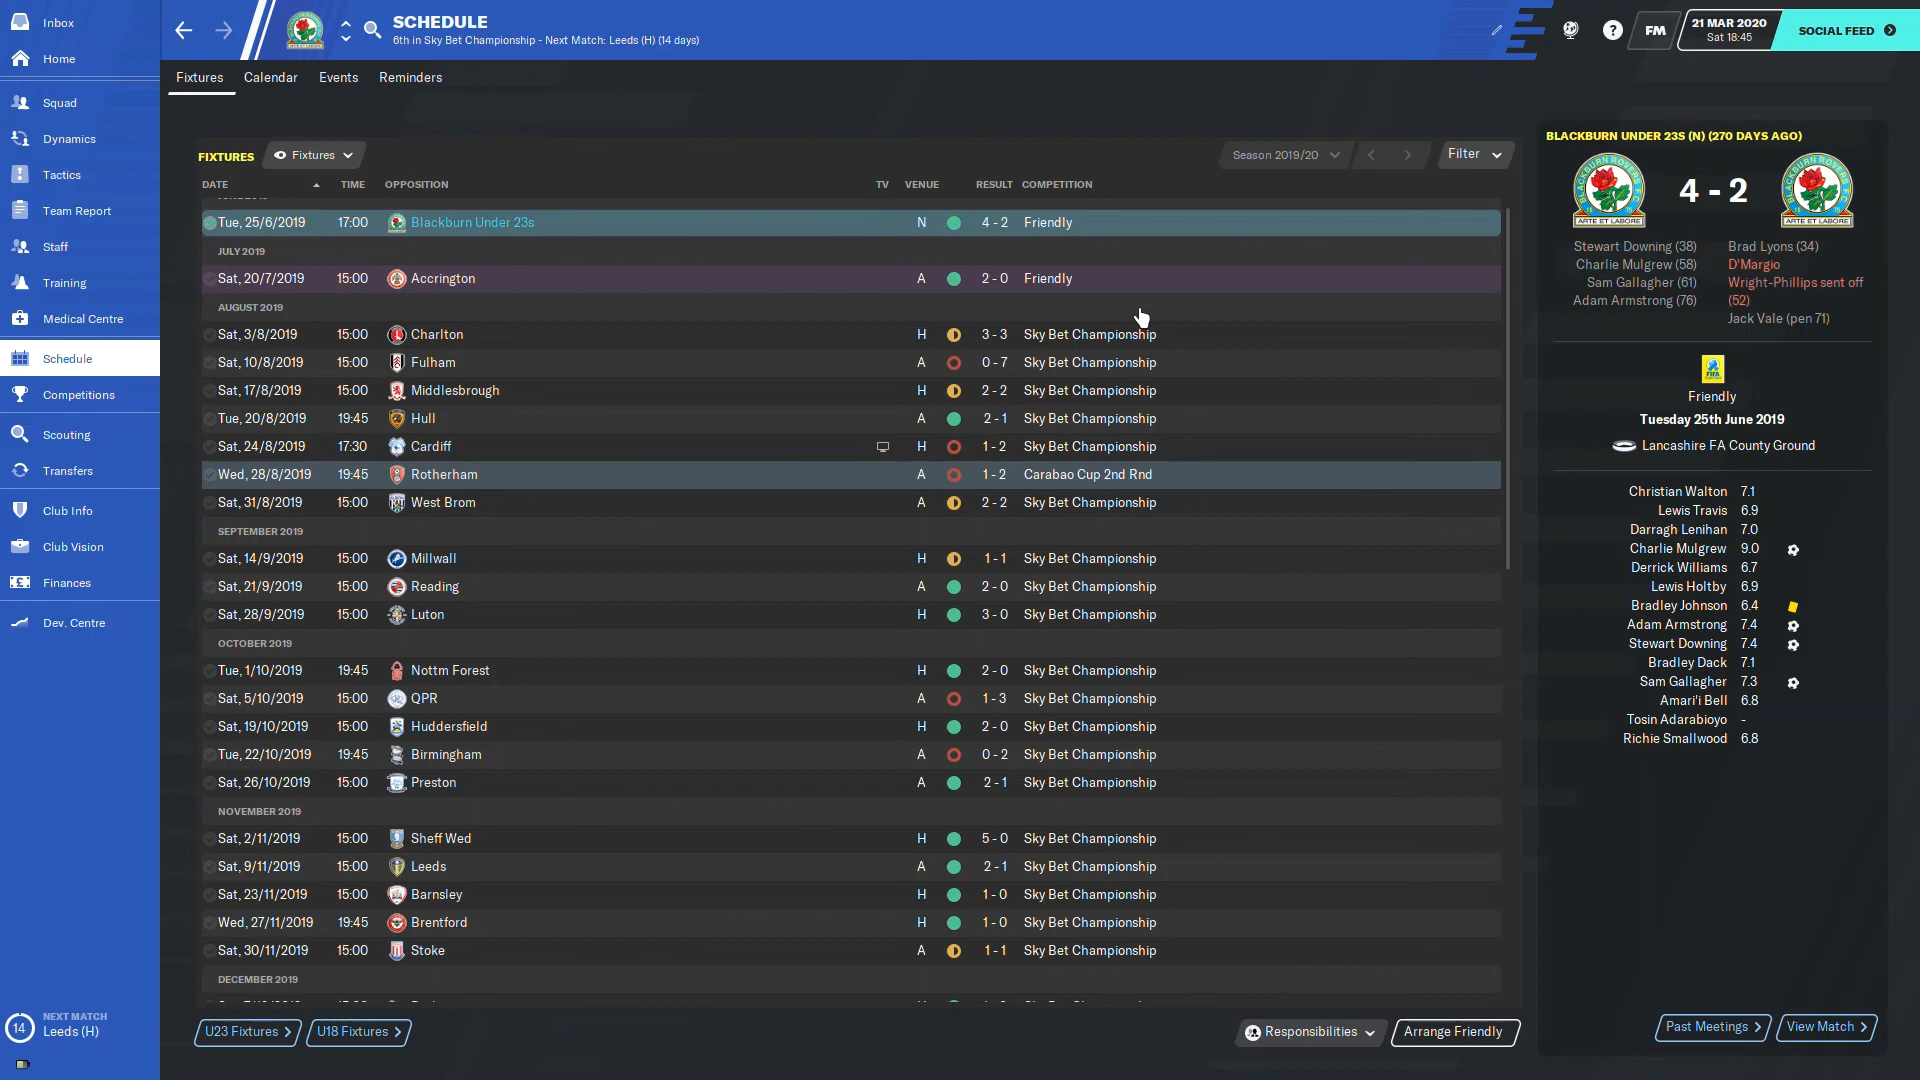 Inbox
Home
Squad
Dynamics
Tactics
Team Report
Staff
Training
Medical Centre
Schedule
Competitions
Scouting
Transfers
Club Info
Club Vision
Finances
Dev. Centre
14
NEXT MATCH
Leeds (H)
SCHEDULE
6th in Sky Bet Championship - Next Match: Leeds (H) (14 days)
?
FM
21 MAR 2020
Sat 18:45
SOCIAL FEED
Fixtures Calendar Events Reminders
FIXTURES Fixtures Season 2019/20 Filter
DATE TIME OPPOSITION TV VENUE RESULT COMPETITION
Tue, 25/6/2019 17:00 Blackburn Under 23s N 4 - 2 Friendly
JULY 2019
Sat, 20/7/2019 15:00 Accrington A 2 - 0 Friendly
AUGUST 2019
Sat, 3/8/2019 15:00 Charlton H 3 - 3 Sky Bet Championship
Sat, 10/8/2019 15:00 Fulham A 0 - 7 Sky Bet Championship
Sat, 17/8/2019 15:00 Middlesbrough H 2 - 2 Sky Bet Championship
Tue, 20/8/2019 19:45 Hull A 2 - 1 Sky Bet Championship
Sat, 24/8/2019 17:30 Cardiff H 1 - 2 Sky Bet Championship
Wed, 28/8/2019 19:45 Rotherham A 1 - 2 Carabao Cup 2nd Rnd
Sat, 31/8/2019 15:00 West Brom A 2 - 2 Sky Bet Championship
SEPTEMBER 2019
Sat, 14/9/2019 15:00 Millwall H 1 - 1 Sky Bet Championship
Sat, 21/9/2019 15:00 Reading A 2 - 0 Sky Bet Championship
Sat, 28/9/2019 15:00 Luton H 3 - 0 Sky Bet Championship
OCTOBER 2019
Tue, 1/10/2019 19:45 Nottm Forest H 2 - 0 Sky Bet Championship
Sat, 5/10/2019 15:00 QPR A 1 - 3 Sky Bet Championship
Sat, 19/10/2019 15:00 Huddersfield H 2 - 0 Sky Bet Championship
Tue, 22/10/2019 19:45 Birmingham A 0 - 2 Sky Bet Championship
Sat, 26/10/2019 15:00 Preston A 2 - 1 Sky Bet Championship
NOVEMBER 2019
Sat, 2/11/2019 15:00 Sheff Wed H 5 - 0 Sky Bet Championship
Sat, 9/11/2019 15:00 Leeds A 2 - 1 Sky Bet Championship
Sat, 23/11/2019 15:00 Barnsley H 1 - 0 Sky Bet Championship
Wed, 27/11/2019 19:45 Brentford H 1 - 0 Sky Bet Championship
Sat, 30/11/2019 15:00 Stoke A 1 - 1 Sky Bet Championship
DECEMBER 2019
U23 Fixtures U18 Fixtures Responsibilities Arrange Friendly
BLACKBURN UNDER 23S (N) (270 DAYS AGO)
BLACKBURN ROVERS F.C.
ARTE ET LABORE
4 - 2
BLACKBURN ROVERS F.C.
ARTE ET LABORE
Stewart Downing (38)
Charlie Mulgrew (58)
Sam Gallagher (61)
Adam Armstrong (76)
Brad Lyons (34)
D'Margio
Wright-Phillips sent off
(52)
Jack Vale (pen 71)
FIFA
Friendly
Tuesday 25th June 2019
Lancashire FA County Ground
Christian Walton 7.1
Lewis Travis 6.9
Darragh Lenihan 7.0
Charlie Mulgrew 9.0
Derrick Williams 6.7
Lewis Holtby 6.9
Bradley Johnson 6.4
Adam Armstrong 7.4
Stewart Downing 7.4
Bradley Dack 7.1
Sam Gallagher 7.3
Amari'i Bell 6.8
Tosin Adarabioyo -
Richie Smallwood 6.8
Past Meetings View Match